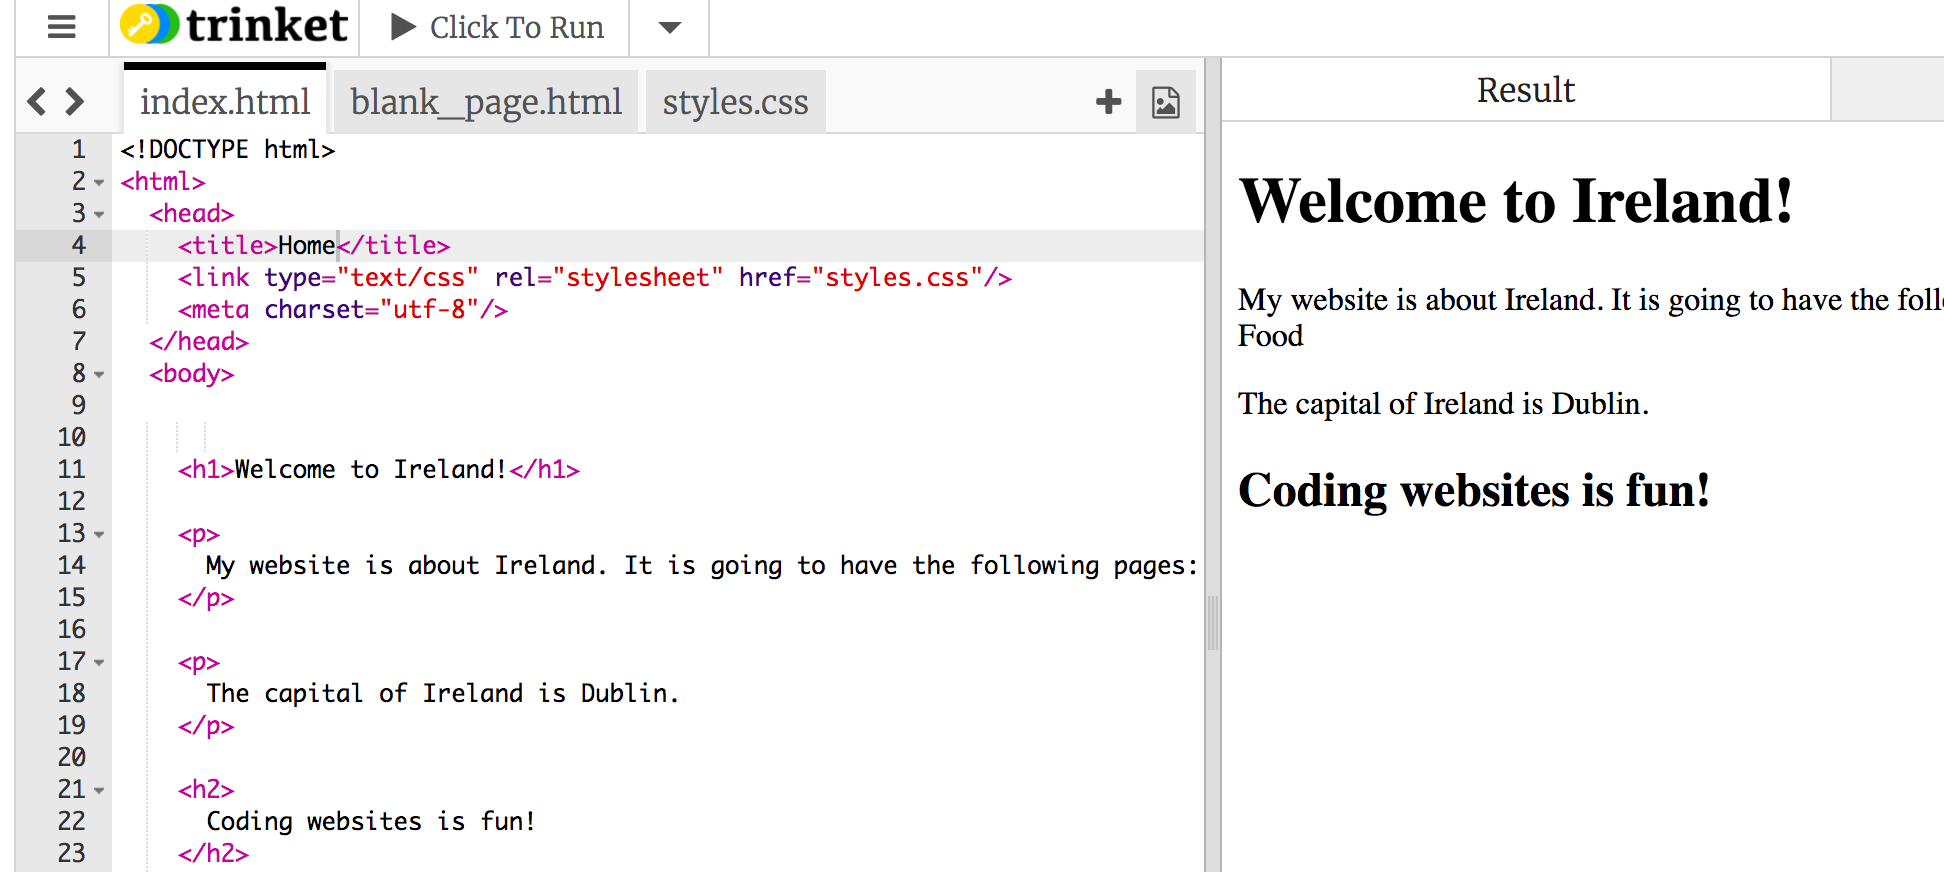 trinket
Click To Run
index.html
blank_page.html
styles.css
1 <!DOCTYPE html>
2 <html>
3 <head>
4 <title>Home</title>
5 <link type="text/css" rel="stylesheet" href="styles.css"/>
6 <meta charset="utf-8"/>
7 </head>
8 <body>
9
10
11 <h1>Welcome to Ireland!</h1>
12
13 <p>
14 My website is about Ireland. It is going to have the following pages:
15 </p>
16
17 <p>
18 The capital of Ireland is Dublin.
19 </p>
20
21 <h2>
22 Coding websites is fun!
23 </h2>
Result
Welcome to Ireland!
My website is about Ireland. It is going to have the
Food
The capital of Ireland is Dublin.
Coding websites is fun!